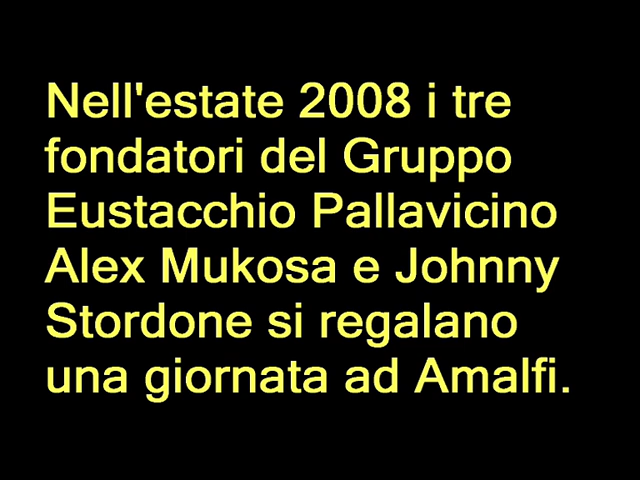 Nell'estate 2008 i tre
fondatori del Gruppo
Eustacchio Pallavicino
Alex Mukosa e Johnny
Stordone si regalano
una giornata ad Amalfi.